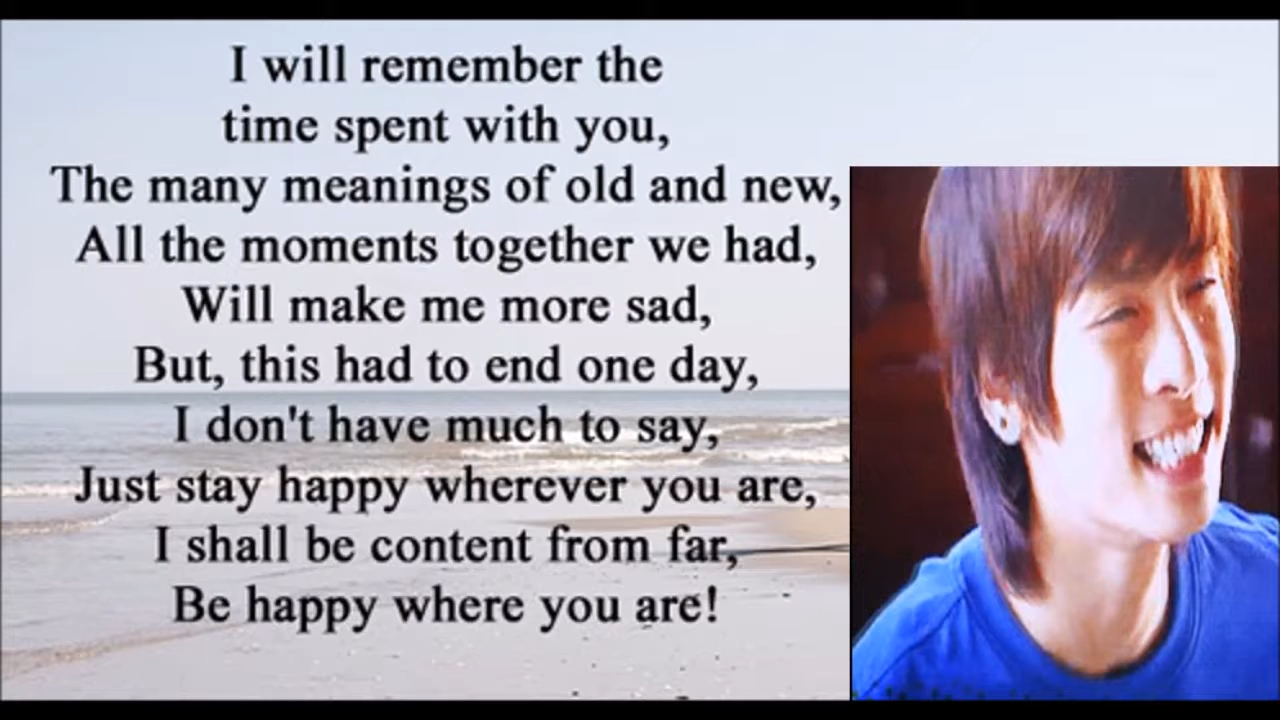 I will remember the
time spent with you,
The many meanings of old and new,
All the moments together we had,
Will make me more sad,
But, this had to end one day,
I don't have much to say,
Just stay happy wherever you are,
I shall be content from far,
Be happy where you are!